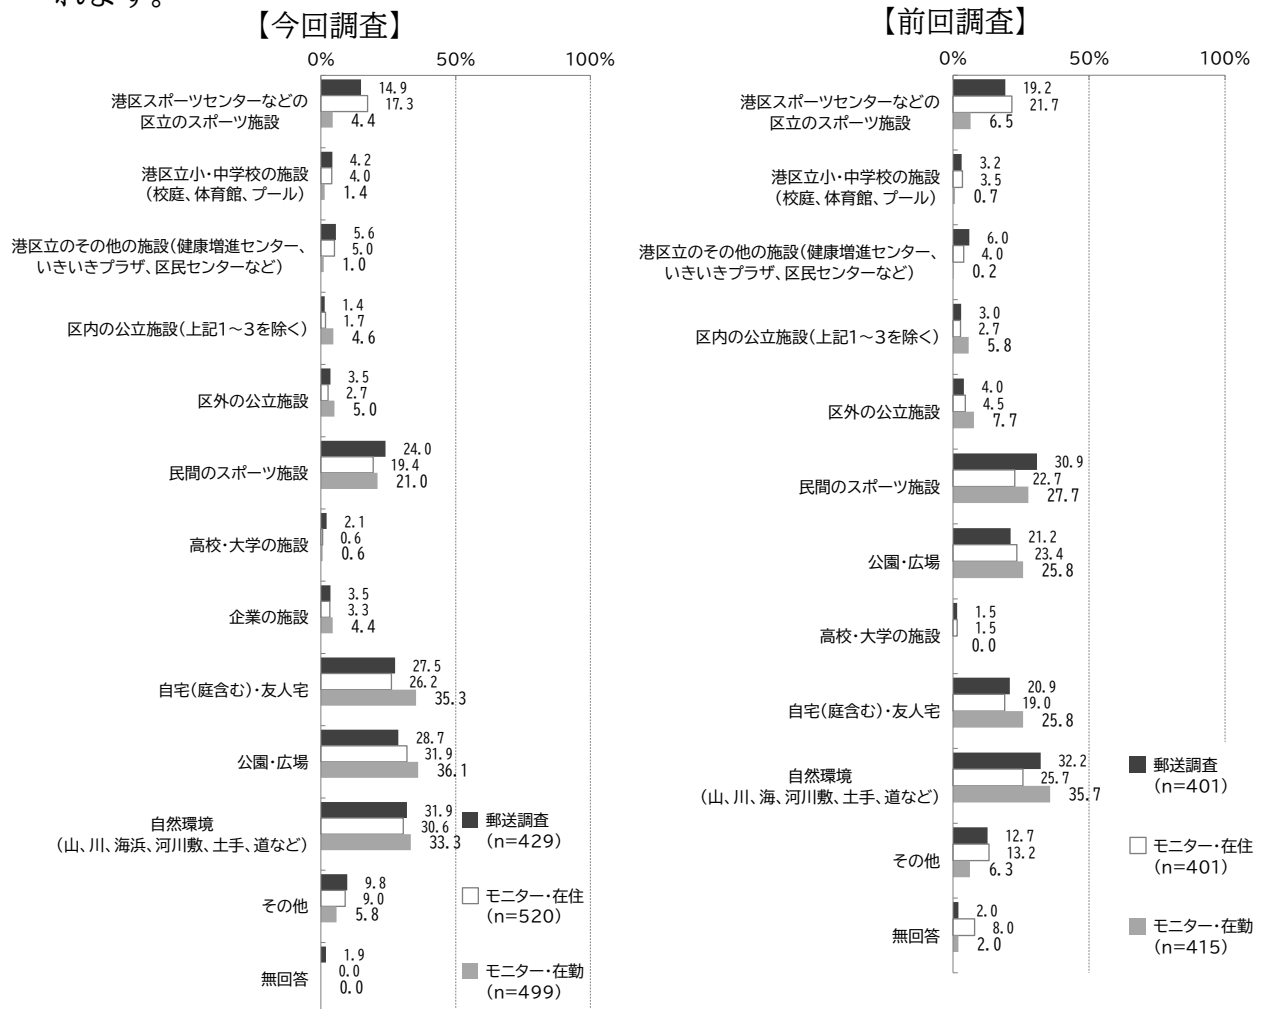 れます。
【今回調査】
0% 50% 100%
港区スポーツセンターなどの
区立のスポーツ施設
14.9
17.3
4.4
港区立小・中学校の施設
（校庭、体育館、プール）
4.2
4.0
1.4
港区立のその他の施設（健康増進センター、
いきいきプラザ、区民センターなど）
5.6
5.0
1.0
区内の公立施設（上記1～3を除く）
1.4
1.7
4.6
区外の公立施設
3.5
2.7
5.0
民間のスポーツ施設
24.0
19.4
21.0
高校・大学の施設
2.1
0.6
0.6
企業の施設
3.5
3.3
4.4
自宅（庭含む）・友人宅
27.5
26.2
35.3
公園・広場
28.7
31.9
36.1
自然環境
（山、川、海浜、河川敷、土手、道など）
31.9
30.6
33.3
その他
9.8
9.0
5.8
無回答
1.9
0.0
0.0
郵送調査
（n=429）
モニター・在住
（n=520）
モニター・在勤
（n=499）
【前回調査】
0% 50% 100%
港区スポーツセンターなどの
区立のスポーツ施設
19.2
21.7
6.5
港区立小・中学校の施設
（校庭、体育館、プール）
3.2
3.5
0.7
港区立のその他の施設（健康増進センター、
いきいきプラザ、区民センターなど）
6.0
4.0
0.2
区内の公立施設（上記1～3を除く）
3.0
2.7
5.8
区外の公立施設
4.0
4.5
7.7
民間のスポーツ施設
30.9
22.7
27.7
公園・広場
21.2
23.4
25.8
高校・大学の施設
1.5
1.5
0.0
自宅（庭含む）・友人宅
20.9
19.0
25.8
自然環境
（山、川、海、河川敷、土手、道など）
32.2
25.7
35.7
その他
12.7
13.2
6.3
無回答
2.0
8.0
2.0
郵送調査
（n=401）
モニター・在住
（n=401）
モニター・在勤
（n=415）